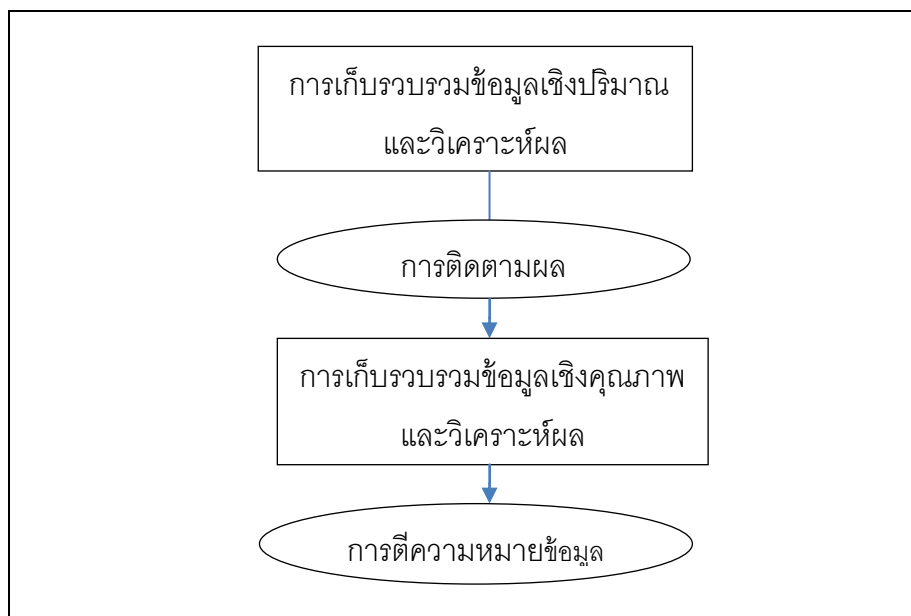 การเก็บรวบรวมข้อมูลเชิงปริมาณ
และวิเคราะห์ผล
การติดตามผล
การเก็บรวบรวมข้อมูลเชิงคุณภาพ
และวิเคราะห์ผล
การตีความหมายข้อมูล